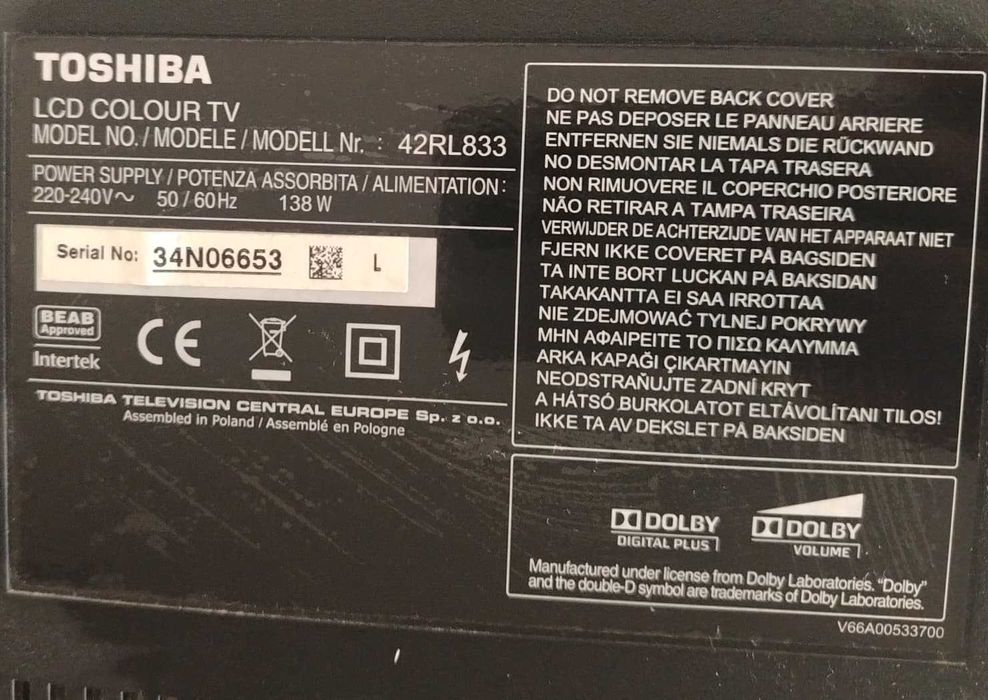 TOSHIBA
LCD COLOUR TV
MODEL NO. / MODELE / MODELL Nr. : 42RL833
POWER SUPPLY / POTENZA ASSORBITA / ALIMENTATION :
220-240V～ 50 / 60Hz 138 W
Serial No: 34N06653 L
BEAB
Approved
Intertek
CE
TOSHIBA TELEVISION CENTRAL EUROPE Sp. z o.o.
Assembled in Poland / Assemblé en Pologne
DO NOT REMOVE BACK COVER
NE PAS DEPOSER LE PANNEAU ARRIERE
ENTFERNEN SIE NIEMALS DIE RÜCKWAND
NO DESMONTAR LA TAPA TRASERA
NON RIMUOVERE IL COPERCHIO POSTERIORE
NÃO RETIRAR A TAMPA TRASEIRA
VERWIJDER DE ACHTERZIJDE VAN HET APPARAAT NIET
FJERN IKKE COVERET PÅ BAGSIDEN
TA INTE BORT LUCKAN PÅ BAKSIDAN
TAKAKANTTA EI SAA IRROTTAA
NIE ZDEJMOWAĆ TYLNEJ POKRYWY
ΜΗΝ ΑΦΑΙΡΕΙΤΕ ΤΟ ΠΙΣΩ ΚΑΛΥΜΜΑ
ARKA KAPAĞI ÇIKARTMAYIN
NEODSTRAŇUJTE ZADNÍ KRYT
A HÁTSÓ BURKOLATOT ELTÁVOLÍTANI TILOS!
IKKE TA AV DEKSLET PÅ BAKSIDEN
DOLBY
DIGITAL PLUS
DOLBY
VOLUME
Manufactured under license from Dolby Laboratories. “Dolby”
and the double-D symbol are trademarks of Dolby Laboratories.
V66A00533700